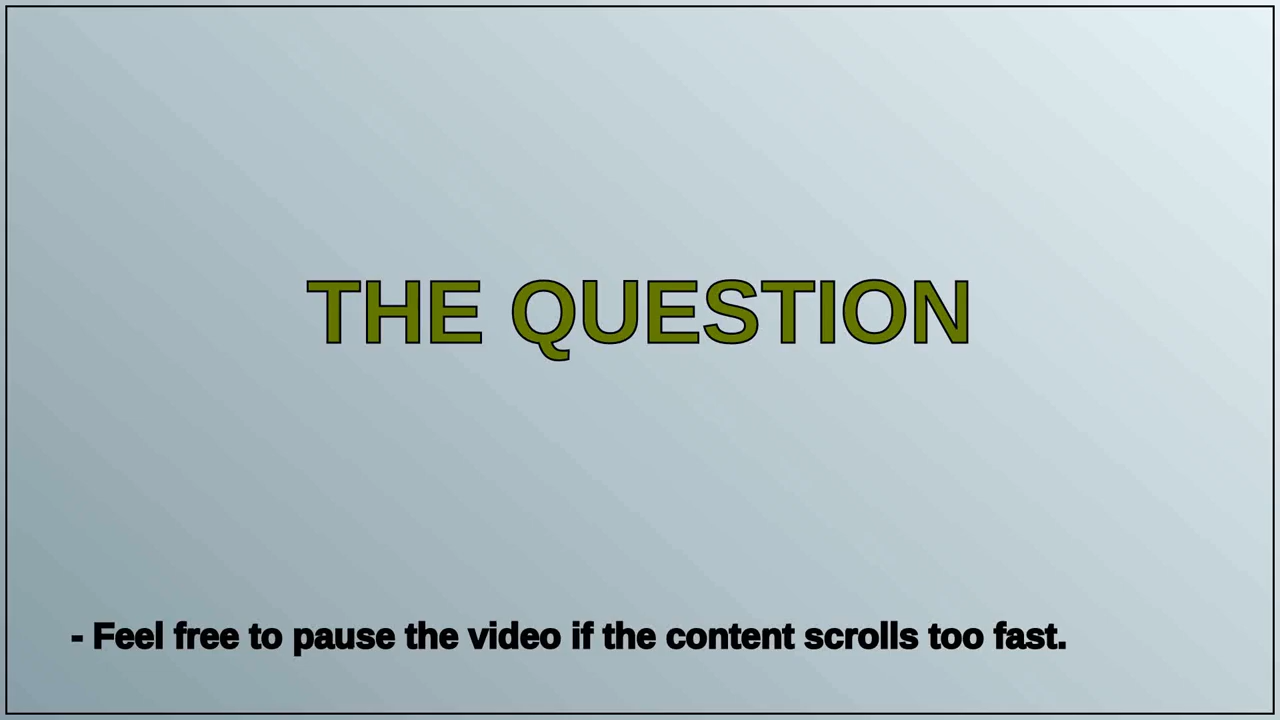 THE QUESTION
- Feel free to pause the video if the content scrolls too fast.